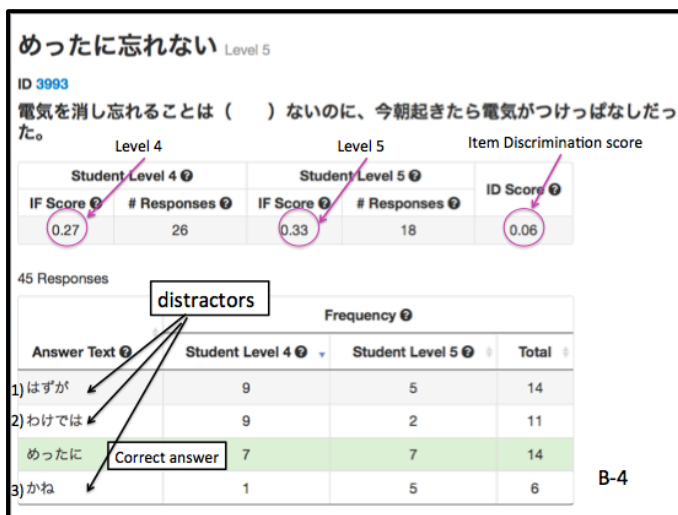 めったに忘れない Level 5
ID 3993
電気を消し忘れることは（　　）ないのに、今朝起きたら電気がつけっぱなしだっ
た。
Level 4 Level 5 Item Discrimination score
Student Level 4 Student Level 5 ID Score
IF Score # Responses IF Score # Responses
0.27 26 0.33 18 0.06
45 Responses
distractors
Frequency
Answer Text Student Level 4 Student Level 5 Total
1) はずが 9 5 14
2) わけでは 9 2 11
めったに Correct answer 7 7 14
3) かね 1 5 6
B-4